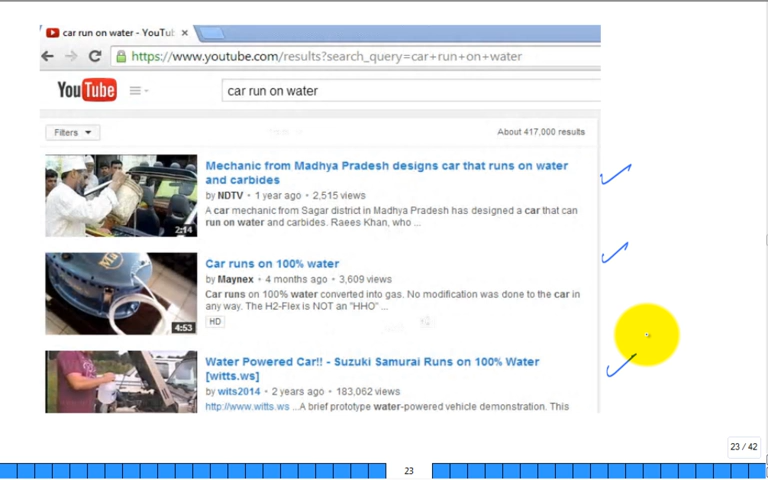 car run on water - YouTu
https://www.youtube.com/results?search_query=car+run+on+water
YouTube
car run on water
Filters
About 417,000 results
Mechanic from Madhya Pradesh designs car that runs on water
and carbides
by NDTV • 1 year ago • 2,515 views
A car mechanic from Sagar district in Madhya Pradesh has designed a car that can
run on water and carbides. Raees Khan, who ...
2:14
Car runs on 100% water
by Maynex • 4 months ago • 3,609 views
Car runs on 100% water converted into gas. No modification was done to the car in
any way. The H2-Flex is NOT an "HHO" ...
HD
4:53
Water Powered Car!! - Suzuki Samurai Runs on 100% Water
[witts.ws]
by wits2014 • 2 years ago • 183,062 views
http://www.witts.ws ...A brief prototype water-powered vehicle demonstration. This
23 / 42
23